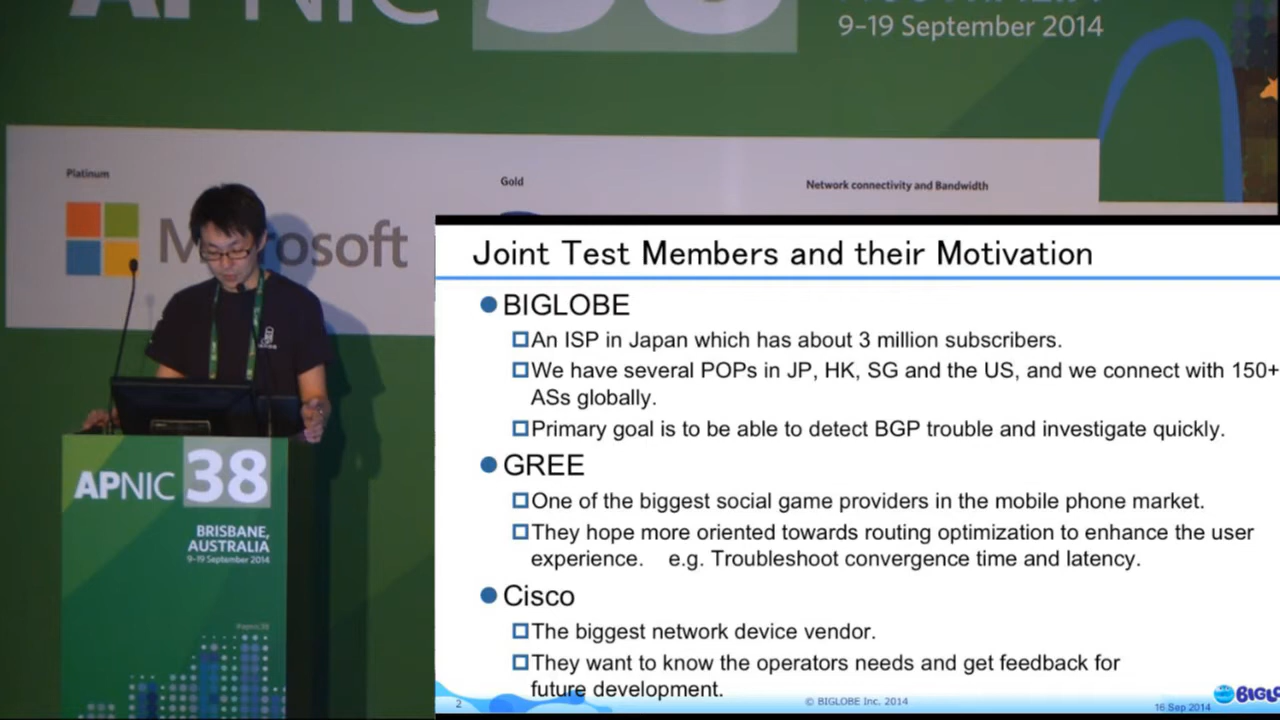 APNIC 38
9–19 September 2014
Platinum
Gold
Network connectivity and Bandwidth
Microsoft
Joint Test Members and their Motivation
BIGLOBE
An ISP in Japan which has about 3 million subscribers.
We have several POPs in JP, HK, SG and the US, and we connect with 150+
ASs globally.
Primary goal is to be able to detect BGP trouble and investigate quickly.
GREE
One of the biggest social game providers in the mobile phone market.
They hope more oriented towards routing optimization to enhance the user
experience. e.g. Troubleshoot convergence time and latency.
Cisco
The biggest network device vendor.
They want to know the operators needs and get feedback for
future development.
2
© BIGLOBE Inc. 2014
16 Sep 2014
BIGLO
APNIC 38
BRISBANE,
AUSTRALIA
9–19 September 2014
#apnic38